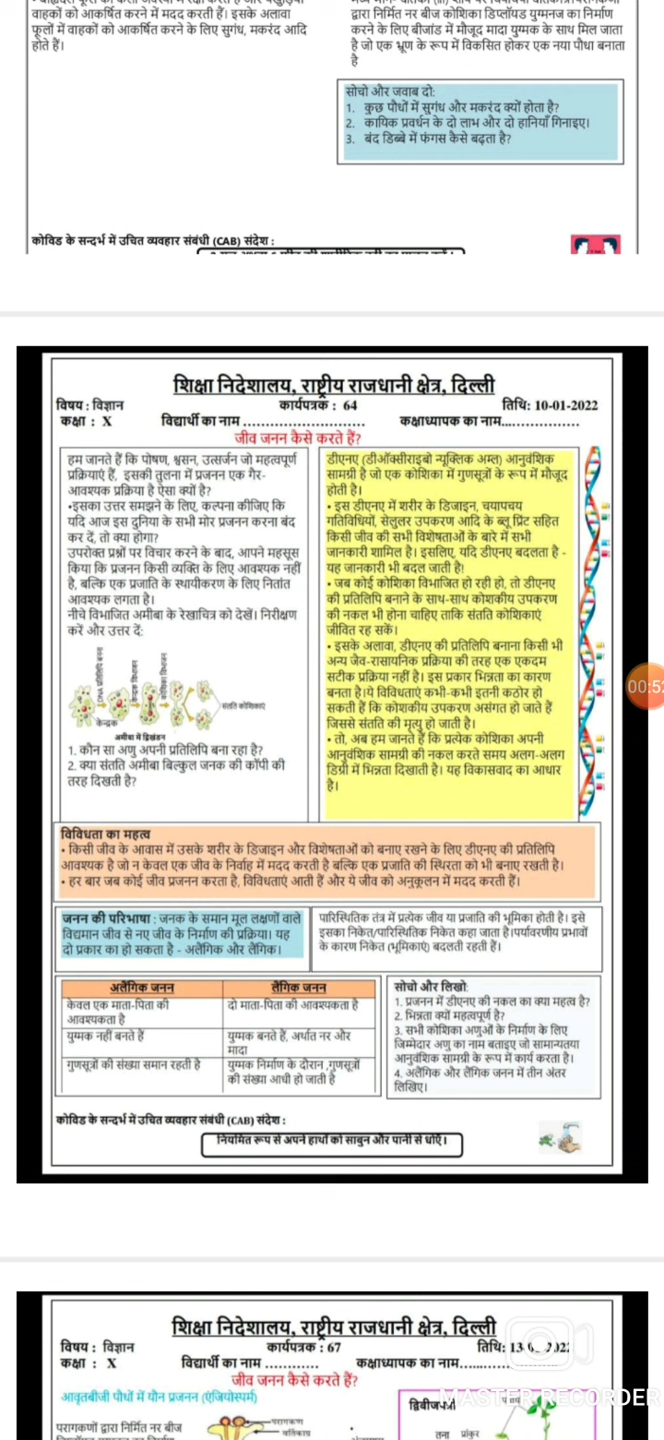 वाहकों को आकर्षित करने में मदद करती हैं। इसके अलावा
फूलों में वाहकों को आकर्षित करने के लिए सुगंध, मकरंद आदि
होते हैं।
द्वारा निर्मित नर बीज कोशिका डिप्लॉयड युग्मनज का निर्माण
करने के लिए बीजांड में मौजूद मादा युग्मक के साथ मिल जाता
है जो एक भ्रूण के रूप में विकसित होकर एक नया पौधा बनाता
है
सोचो और जवाब दो:
1. कुछ पौधों में सुगंध और मकरंद क्यों होता है?
2. कायिक प्रवर्धन के दो लाभ और दो हानियाँ गिनाइए।
3. बंद डिब्बे में फंगस कैसे बढ़ता है?
कोविड के सन्दर्भ में उचित व्यवहार संबंधी (CAB) संदेश :
शिक्षा निदेशालय, राष्ट्रीय राजधानी क्षेत्र, दिल्ली
विषय : विज्ञान कार्यपत्रक : 64 तिथि: 10-01-2022
कक्षा : X विद्यार्थी का नाम ........................... कक्षाध्यापक का नाम..................
जीव जनन कैसे करते हैं?
हम जानते हैं कि पोषण, श्वसन, उत्सर्जन जो महत्वपूर्ण
प्रक्रियाएं हैं, इसकी तुलना में प्रजनन एक गैर-
आवश्यक प्रक्रिया है ऐसा क्यों है?
•इसका उत्तर समझने के लिए, कल्पना कीजिए कि
यदि आज इस दुनिया के सभी मोर प्रजनन करना बंद
कर दें, तो क्या होगा?
उपरोक्त प्रश्नों पर विचार करने के बाद, आपने महसूस
किया कि प्रजनन किसी व्यक्ति के लिए आवश्यक नहीं
है, बल्कि एक प्रजाति के स्थायीकरण के लिए नितांत
आवश्यक लगता है।
नीचे विभाजित अमीबा के रेखाचित्र को देखें। निरीक्षण
करें और उत्तर दें:
DNA प्रतिलिपि बनना
केन्द्रक विभाजन
कोशिका विभाजन
संतति कोशिकाएं
केन्द्रक
अमीबा में द्विखंडन
1. कौन सा अणु अपनी प्रतिलिपि बना रहा है?
2. क्या संतति अमीबा बिल्कुल जनक की कॉपी की
तरह दिखती है?
डीएनए (डीऑक्सीराइबो न्यूक्लिक अम्ल) आनुवंशिक
सामग्री है जो एक कोशिका में गुणसूत्रों के रूप में मौजूद
होती है।
• इस डीएनए में शरीर के डिजाइन, चयापचय
गतिविधियों, सेलुलर उपकरण आदि के ब्लू प्रिंट सहित
किसी जीव की सभी विशेषताओं के बारे में सभी
जानकारी शामिल है। इसलिए, यदि डीएनए बदलता है -
यह जानकारी भी बदल जाती है!
• जब कोई कोशिका विभाजित हो रही हो, तो डीएनए
की प्रतिलिपि बनाने के साथ-साथ कोशकीय उपकरण
की नकल भी होना चाहिए ताकि संतति कोशिकाएं
जीवित रह सकें।
• इसके अलावा, डीएनए की प्रतिलिपि बनाना किसी भी
अन्य जैव-रासायनिक प्रक्रिया की तरह एक एकदम
सटीक प्रक्रिया नहीं है। इस प्रकार भिन्नता का कारण
बनता है।ये विविधताएं कभी-कभी इतनी कठोर हो
सकती हैं कि कोशकीय उपकरण असंगत हो जाते हैं
जिससे संतति की मृत्यु हो जाती है।
• तो, अब हम जानते हैं कि प्रत्येक कोशिका अपनी
आनुवंशिक सामग्री की नकल करते समय अलग-अलग
डिग्री में भिन्नता दिखाती है। यह विकासवाद का आधार
है।
00:52
विविधता का महत्व
• किसी जीव के आवास में उसके शरीर के डिजाइन और विशेषताओं को बनाए रखने के लिए डीएनए की प्रतिलिपि
आवश्यक है जो न केवल एक जीव के निर्वाह में मदद करती है बल्कि एक प्रजाति की स्थिरता को भी बनाए रखती है।
• हर बार जब कोई जीव प्रजनन करता है, विविधताएं आती हैं और ये जीव को अनुकूलन में मदद करती हैं।
जनन की परिभाषा : जनक के समान मूल लक्षणों वाले
विद्यमान जीव से नए जीव के निर्माण की प्रक्रिया। यह
दो प्रकार का हो सकता है - अलैंगिक और लैंगिक।
पारिस्थितिक तंत्र में प्रत्येक जीव या प्रजाति की भूमिका होती है। इसे
इसका निकेत/पारिस्थितिक निकेत कहा जाता है।पर्यावरणीय प्रभावों
के कारण निकेत (भूमिकाएं) बदलती रहती हैं।
अलैंगिक जनन लैंगिक जनन
केवल एक माता-पिता की आवश्यकता है
दो माता-पिता की आवश्यकता है
युग्मक नहीं बनते हैं
युग्मक बनते हैं, अर्थात नर और मादा
गुणसूत्रों की संख्या समान रहती है
युग्मक निर्माण के दौरान ,गुणसूत्रों
की संख्या आधी हो जाती है
सोचो और लिखो:
1. प्रजनन में डीएनए की नकल का क्या महत्व है?
2. भिन्नता क्यों महत्वपूर्ण है?
3. सभी कोशिका अणुओं के निर्माण के लिए
जिम्मेदार अणु का नाम बताइए जो सामान्यतया
आनुवंशिक सामग्री के रूप में कार्य करता है।
4. अलैंगिक और लैंगिक जनन में तीन अंतर
लिखिए।
कोविड के सन्दर्भ में उचित व्यवहार संबंधी (CAB) संदेश :
नियमित रूप से अपने हाथों को साबुन और पानी से धोएँ।
शिक्षा निदेशालय, राष्ट्रीय राजधानी क्षेत्र, दिल्ली
विषय : विज्ञान कार्यपत्रक : 67 तिथि:
कक्षा : X विद्यार्थी का नाम ............ कक्षाध्यापक का नाम...........
जीव जनन कैसे करते हैं?
आवृतबीजी पौधों में यौन प्रजनन (एंजियोस्पर्म)
MASTER RECORDER
परागकणों द्वारा निर्मित नर बीज
परागकण
वर्तिकाग्र
तना
प्रांकुर